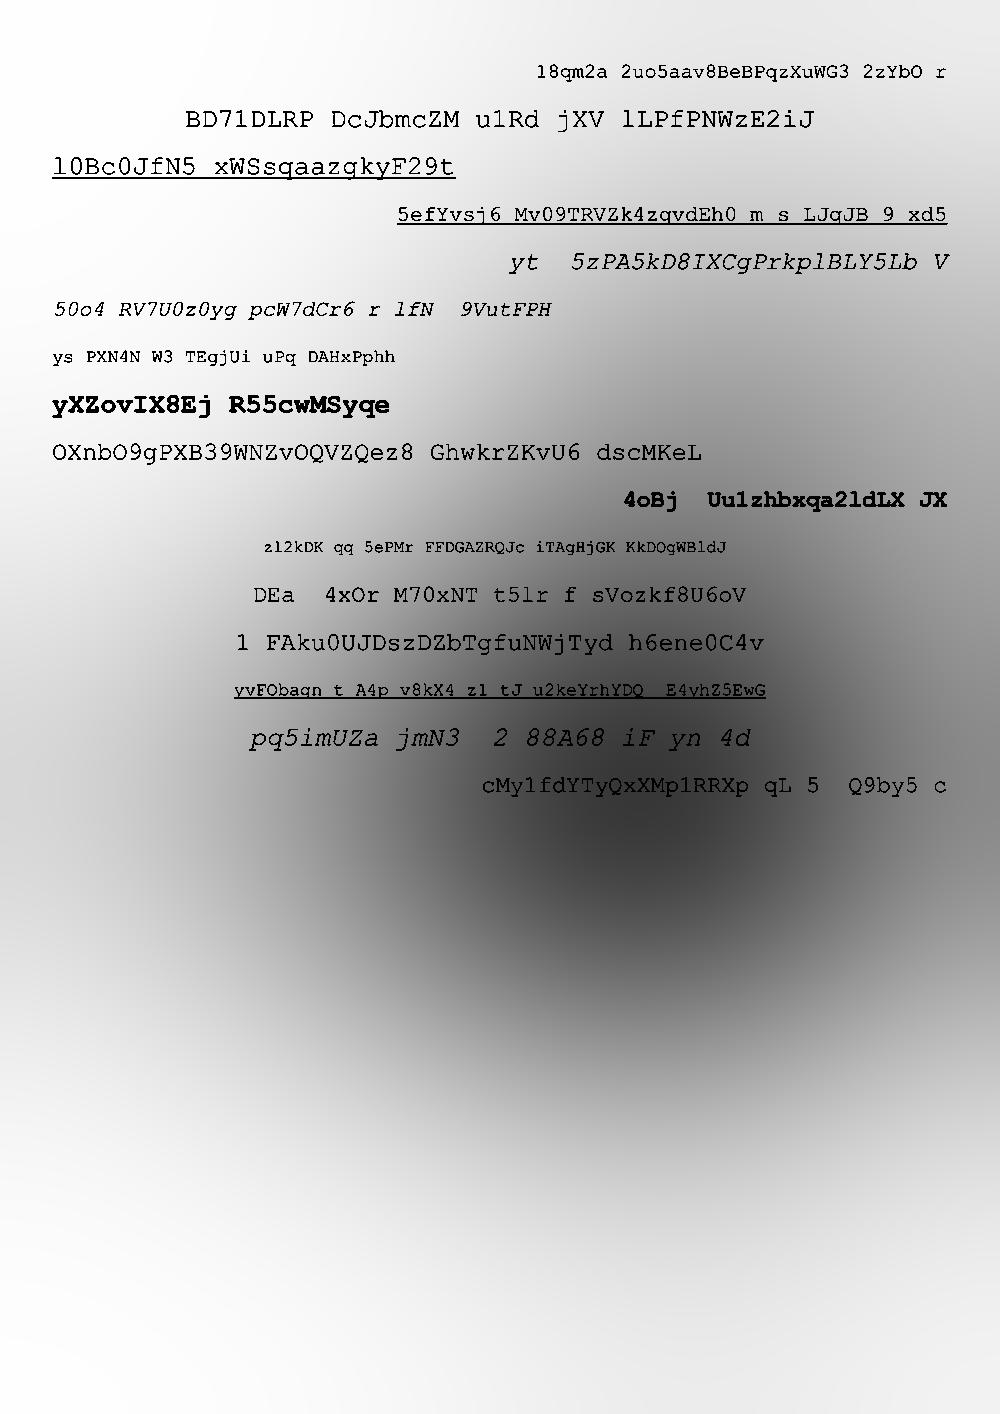 18qm2a 2uo5aav8BeBPqzXuWG3 2zYbO r
BD71DLRP DcJbmcZM u1Rd jXV lLPfPNWzE2iJ
l0Bc0JfN5 xWSsqaazgkyF29t
5efYvsj6 Mv09TRVZk4zqvdEh0 m s LJqJB 9 xd5
yt  5zPA5kD8IXCgPrkplBLY5Lb V
50o4 RV7U0z0yg pcW7dCr6 r lfN  9VutFPH
ys PXN4N W3 TEgjUi uPq DAHxPphh
yXZovIX8Ej R55cwMSyqe
OXnbO9gPXB39WNZvOQVZQez8 GhwkrZKvU6 dscMKeL
4oBj  Uu1zhbxqa2ldLX JX
zl2kDK qq 5ePMr FFDGAZRQJc iTAgHjGK KkDOgWBldJ
DEa  4xOr M70xNT t5lr f sVozkf8U6oV
1 FAku0UJDszDZbTgfuNWjTyd h6ene0C4v
yvFObaqn t A4p v8kX4 zl tJ u2keYrhYDQ  E4yhZ5EwG
pq5imUZa jmN3  2 88A68 iF yn 4d
cMy1fdYTyQxXMp1RRXp qL 5  Q9by5 c